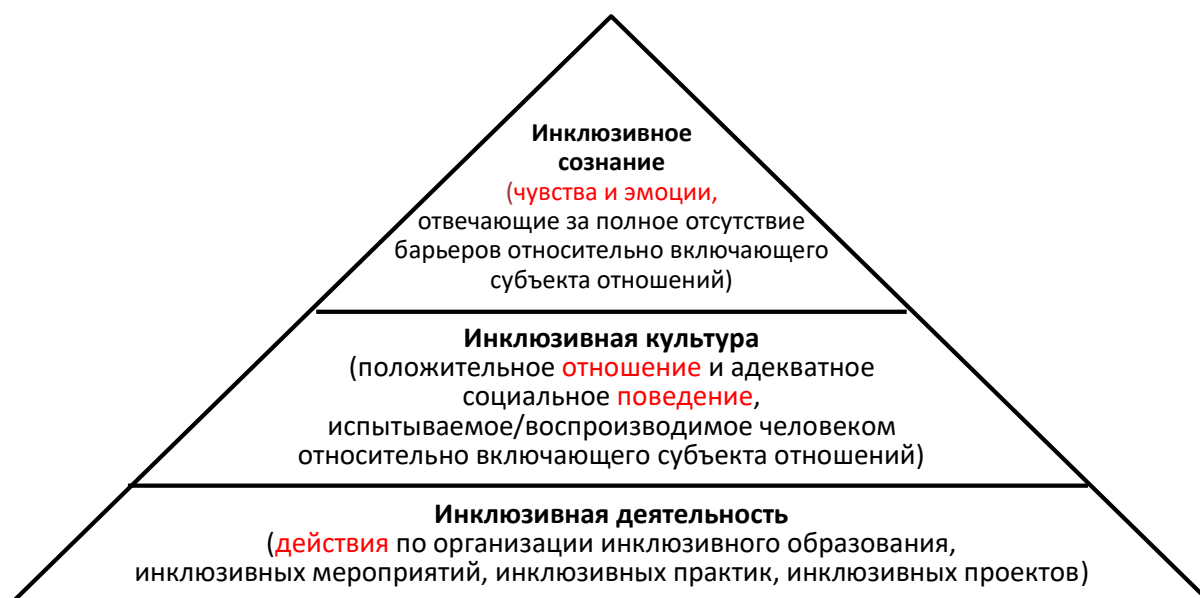 Инклюзивное
сознание
(чувства и эмоции,
отвечающие за полное отсутствие
барьеров относительно включающего
субъекта отношений)
Инклюзивная культура
(положительное отношение и адекватное
социальное поведение,
испытываемое/воспроизводимое человеком
относительно включающего субъекта отношений)
Инклюзивная деятельность
(действия по организации инклюзивного образования,
инклюзивных мероприятий, инклюзивных практик, инклюзивных проектов)